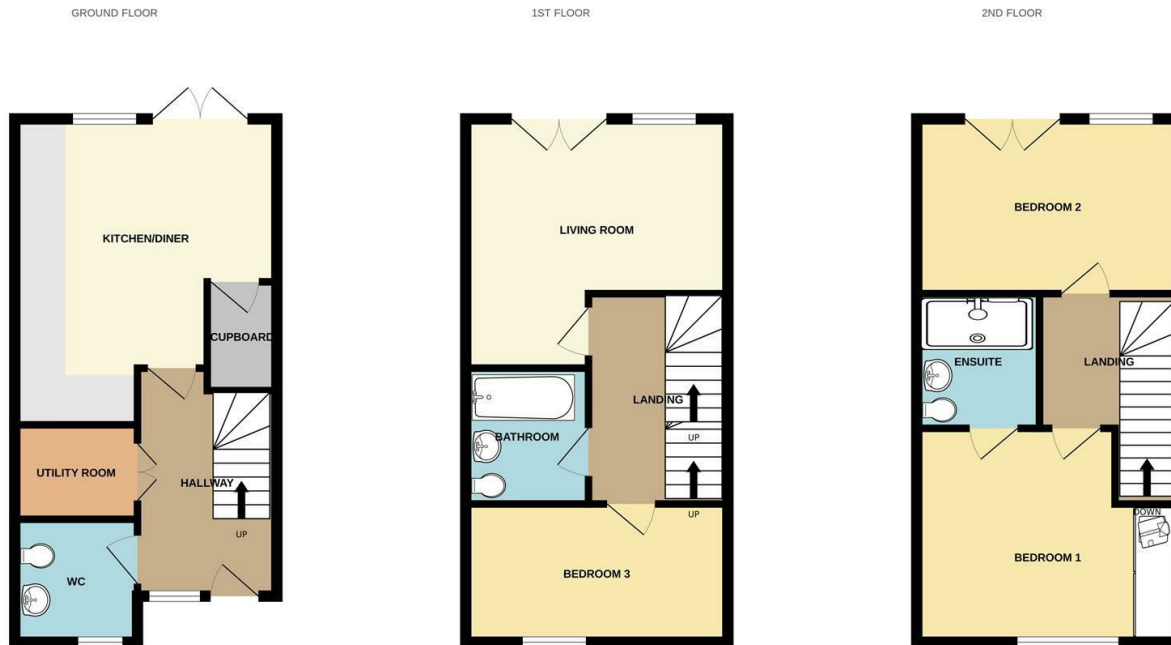 GROUND FLOOR
1ST FLOOR
2ND FLOOR
KITCHEN/DINER
CUPBOARD
UTILITY ROOM
HALLWAY
UP
WC
LIVING ROOM
LANDING
UP
BATHROOM
UP
BEDROOM 3
BEDROOM 2
ENSUITE
LANDING
DOWN
BEDROOM 1